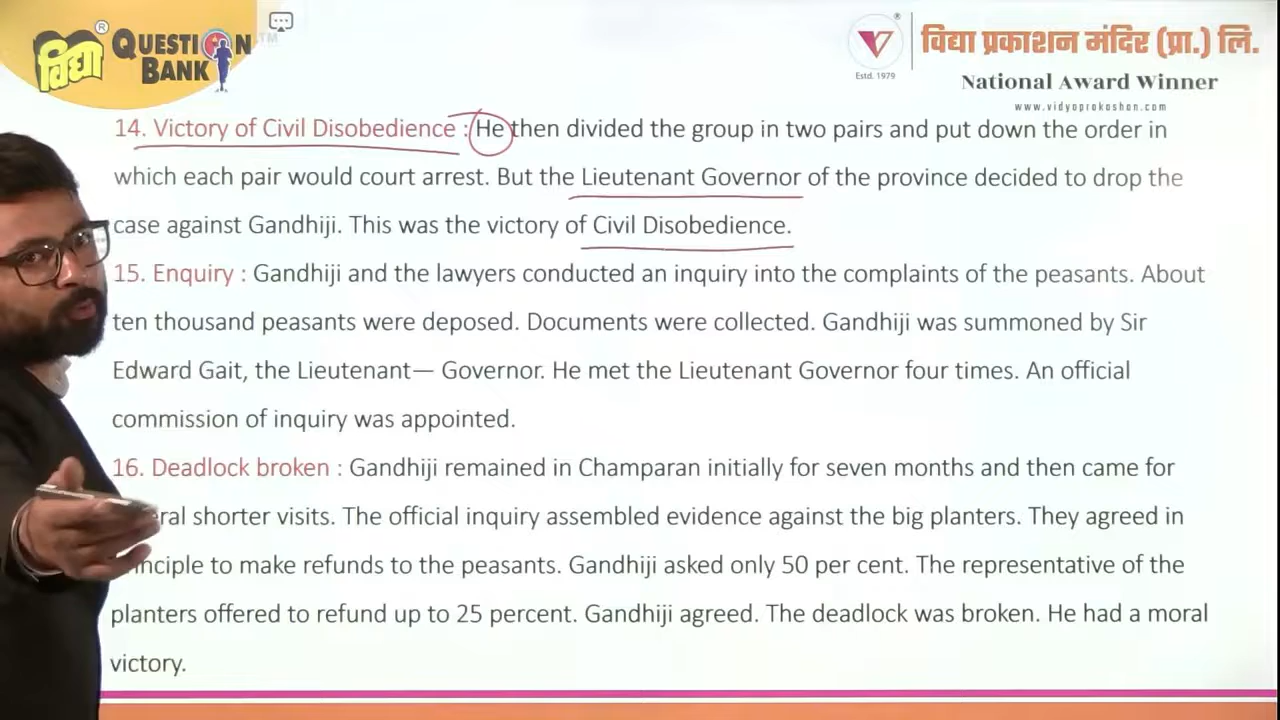 विद्या QUESTION BANK ™
®
Estd. 1979
विद्या प्रकाशन मंदिर (प्रा.) लि.
National Award Winner
www.vidyaprakashan.com
14. Victory of Civil Disobedience : He then divided the group in two pairs and put down the order in
which each pair would court arrest. But the Lieutenant Governor of the province decided to drop the
case against Gandhiji. This was the victory of Civil Disobedience.
15. Enquiry : Gandhiji and the lawyers conducted an inquiry into the complaints of the peasants. About
ten thousand peasants were deposed. Documents were collected. Gandhiji was summoned by Sir
Edward Gait, the Lieutenant— Governor. He met the Lieutenant Governor four times. An official
commission of inquiry was appointed.
16. Deadlock broken : Gandhiji remained in Champaran initially for seven months and then came for
eral shorter visits. The official inquiry assembled evidence against the big planters. They agreed in
inciple to make refunds to the peasants. Gandhiji asked only 50 per cent. The representative of the
planters offered to refund up to 25 percent. Gandhiji agreed. The deadlock was broken. He had a moral
victory.